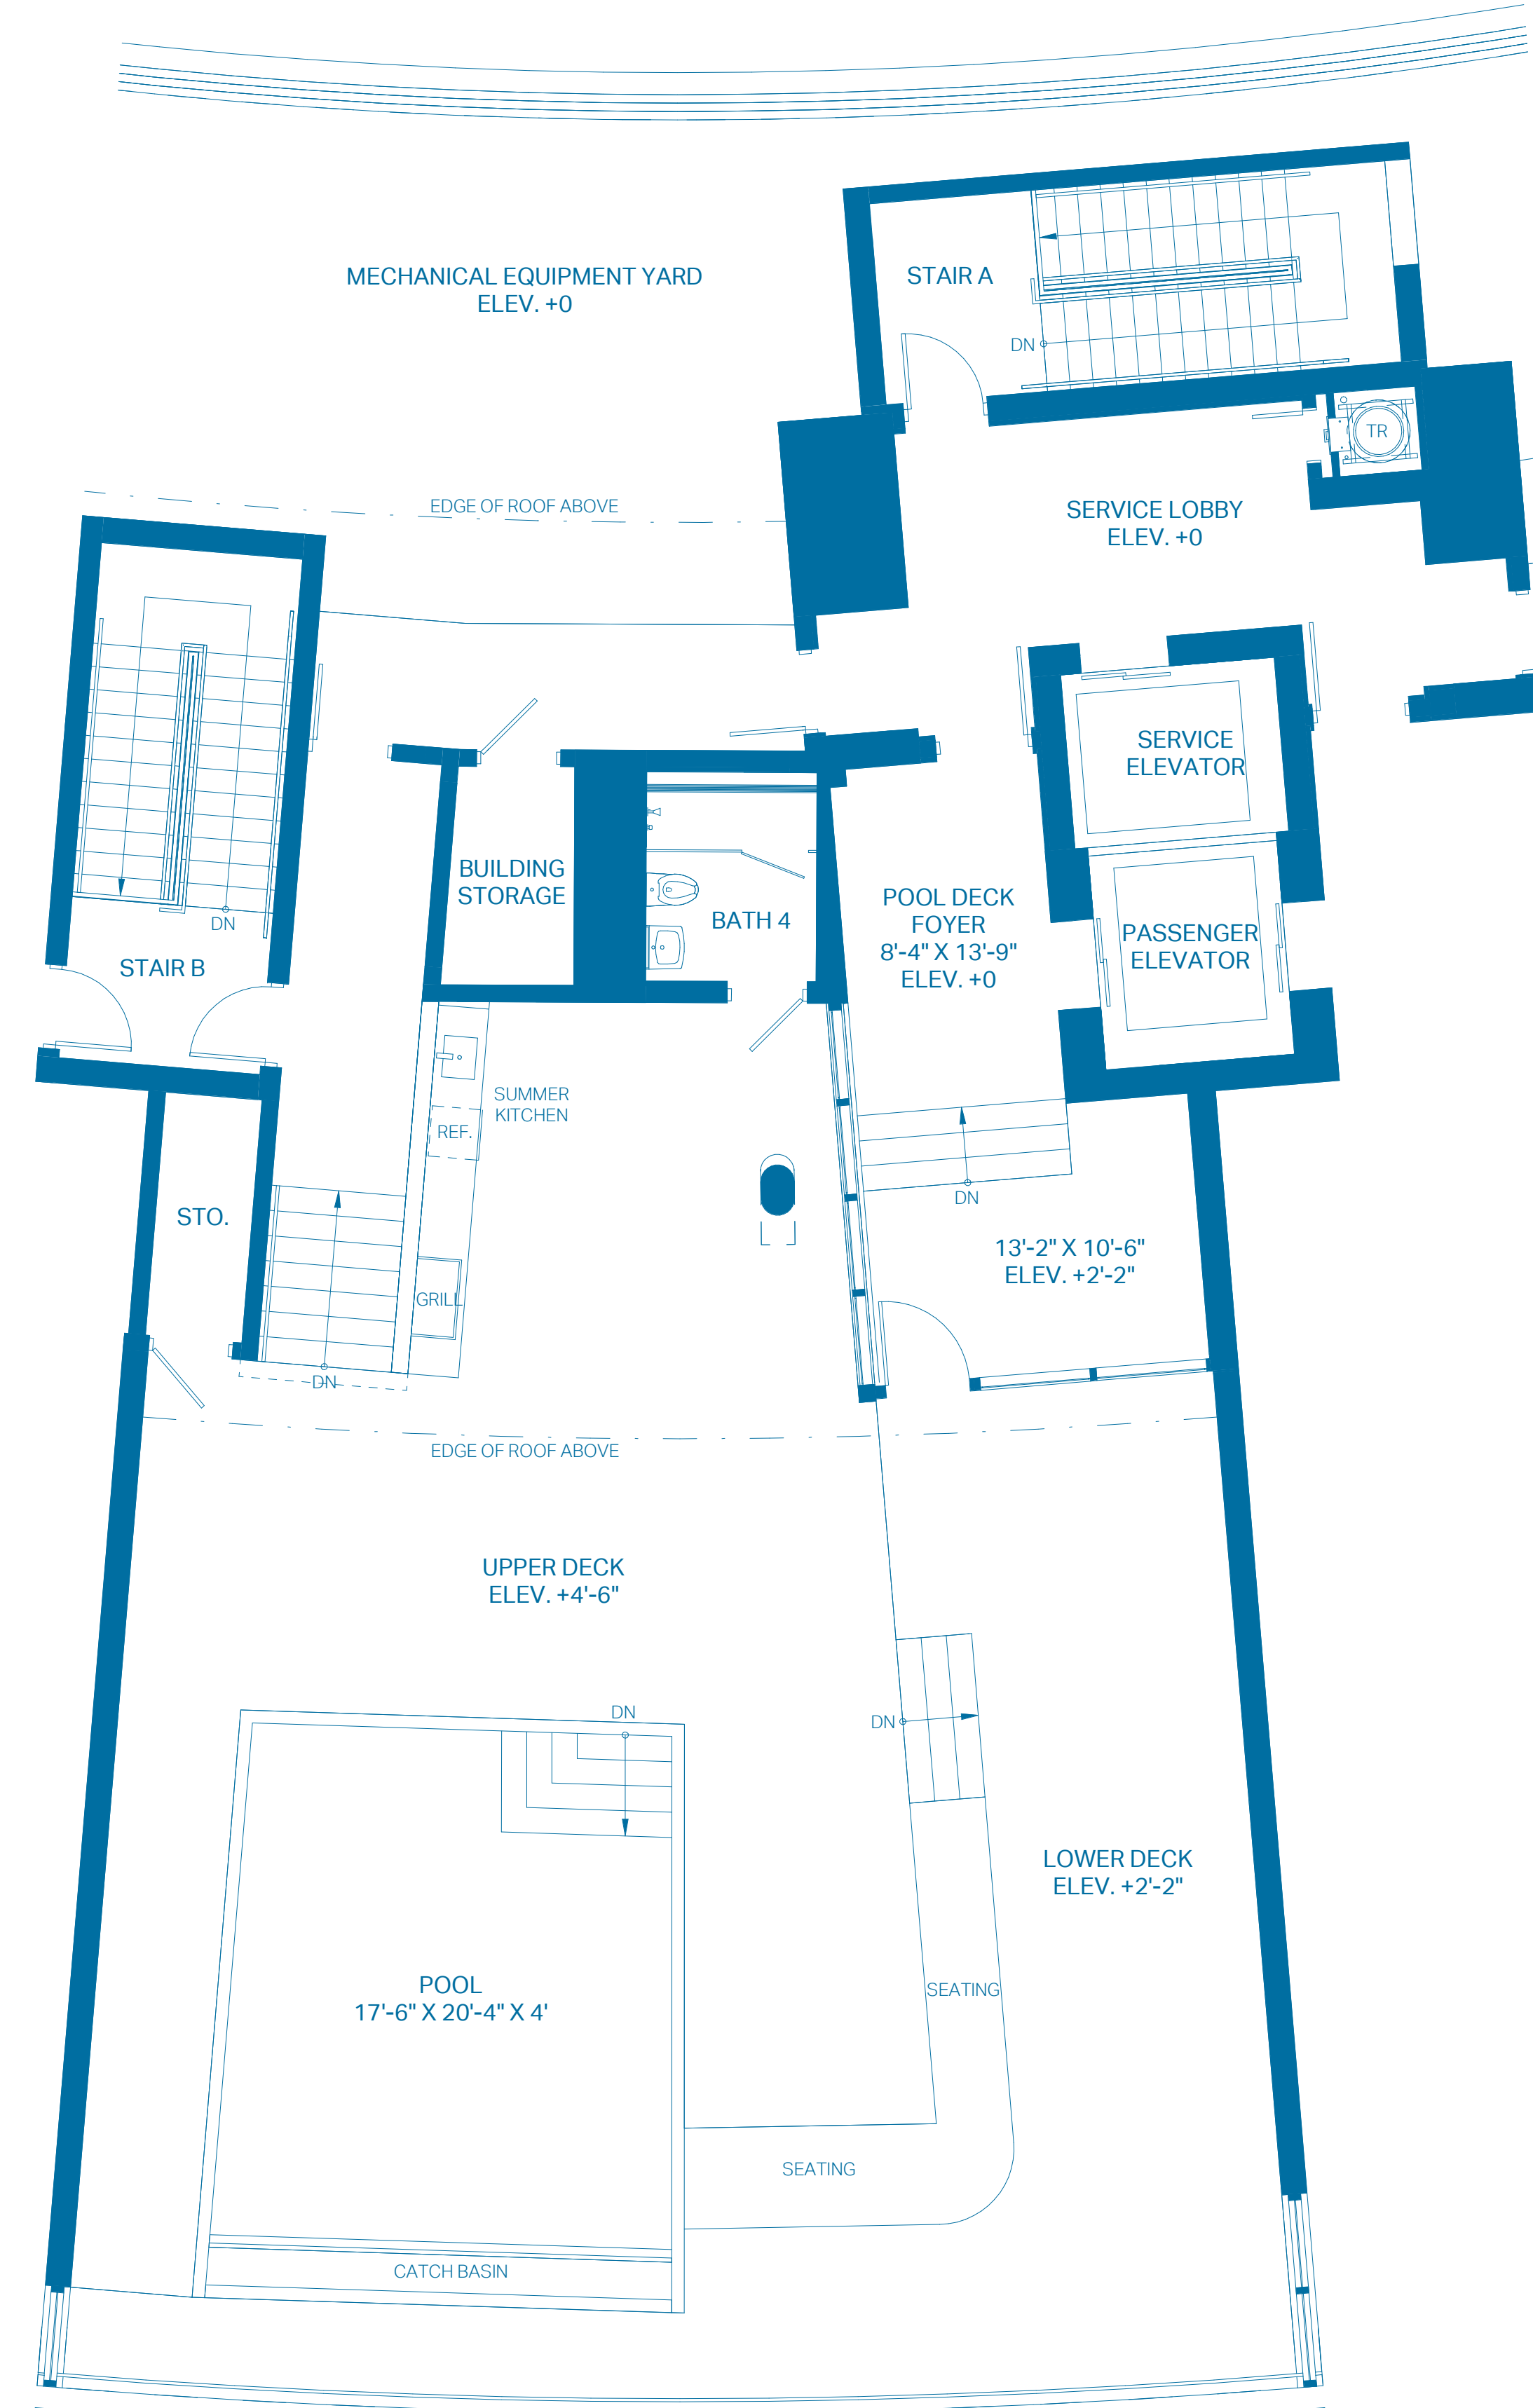 MECHANICAL EQUIPMENT YARD
ELEV. +0
STAIR A
DN
TR
EDGE OF ROOF ABOVE
SERVICE LOBBY
ELEV. +0
SERVICE
ELEVATOR
BUILDING
STORAGE
BATH 4
POOL DECK
FOYER
8'-4" X 13'-9"
ELEV. +0
PASSENGER
ELEVATOR
DN
STAIR B
SUMMER
KITCHEN
REF.
STO.
DN
13'-2" X 10'-6"
ELEV. +2'-2"
GRILL
DN
EDGE OF ROOF ABOVE
UPPER DECK
ELEV. +4'-6"
DN
DN
LOWER DECK
ELEV. +2'-2"
POOL
17'-6" X 20'-4" X 4'
SEATING
SEATING
CATCH BASIN